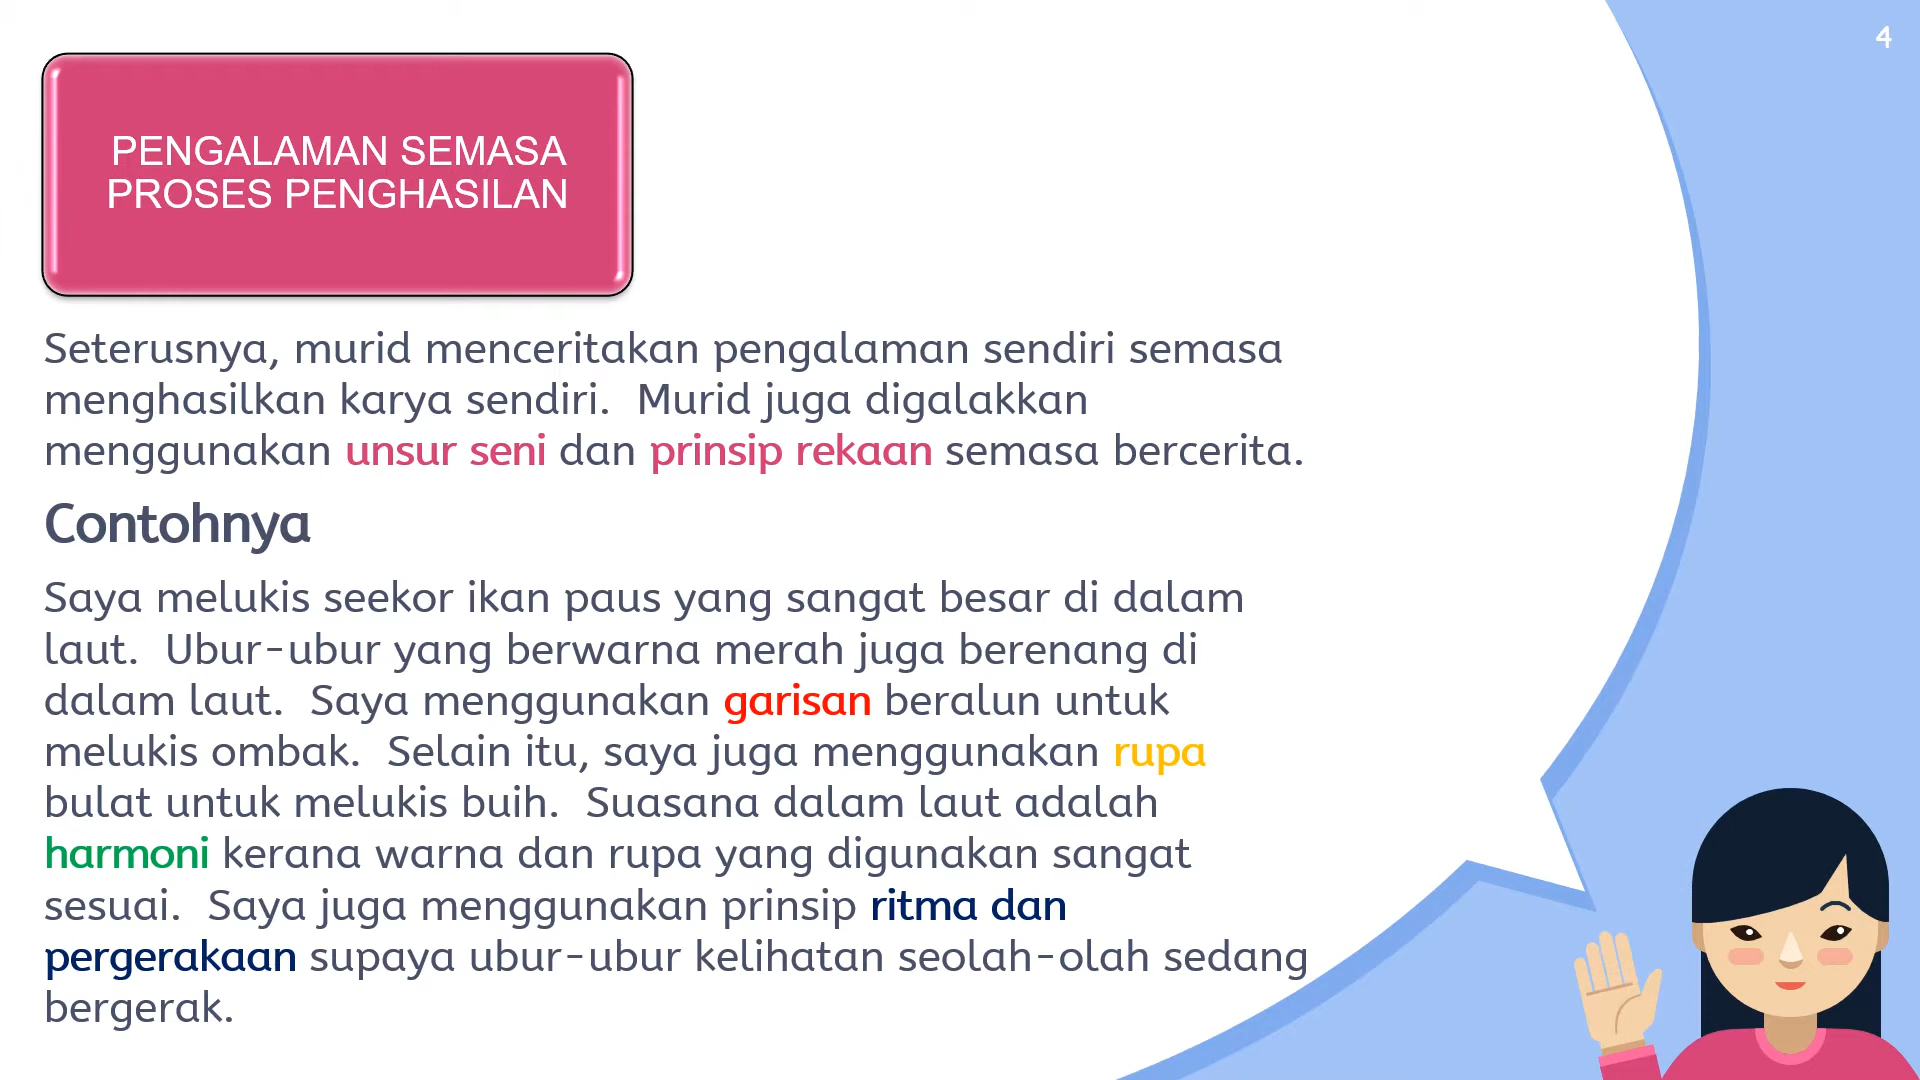 4
PENGALAMAN SEMASA
PROSES PENGHASILAN
Seterusnya, murid menceritakan pengalaman sendiri semasa
menghasilkan karya sendiri.  Murid juga digalakkan
menggunakan unsur seni dan prinsip rekaan semasa bercerita.
Contohnya
Saya melukis seekor ikan paus yang sangat besar di dalam
laut.  Ubur-ubur yang berwarna merah juga berenang di
dalam laut.  Saya menggunakan garisan beralun untuk
melukis ombak.  Selain itu, saya juga menggunakan rupa
bulat untuk melukis buih.  Suasana dalam laut adalah
harmoni kerana warna dan rupa yang digunakan sangat
sesuai.  Saya juga menggunakan prinsip ritma dan
pergerakaan supaya ubur-ubur kelihatan seolah-olah sedang
bergerak.